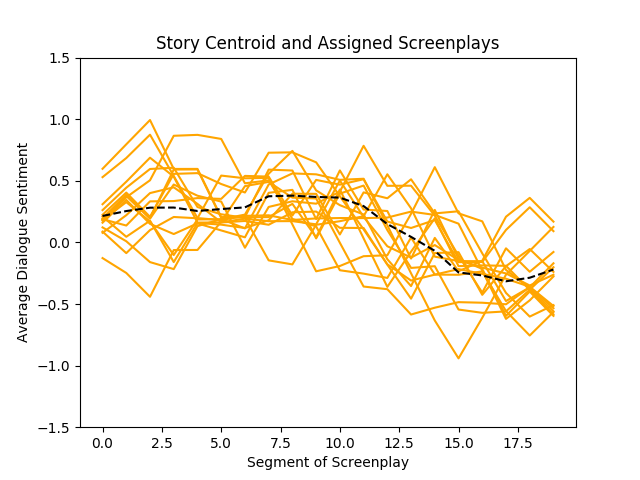 Story Centroid and Assigned Screenplays
1.5
1.0
0.5
0.0
−0.5
−1.0
−1.5
Average Dialogue Sentiment
0.0 2.5 5.0 7.5 10.0 12.5 15.0 17.5
Segment of Screenplay